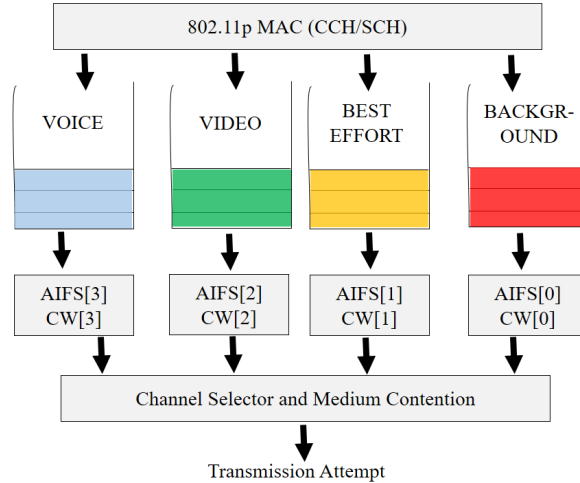 802.11p MAC (CCH/SCH)
VOICE
VIDEO
BEST
EFFORT
BACKGR-
OUND
AIFS[3]
CW[3]
AIFS[2]
CW[2]
AIFS[1]
CW[1]
AIFS[0]
CW[0]
Channel Selector and Medium Contention
Transmission Attempt